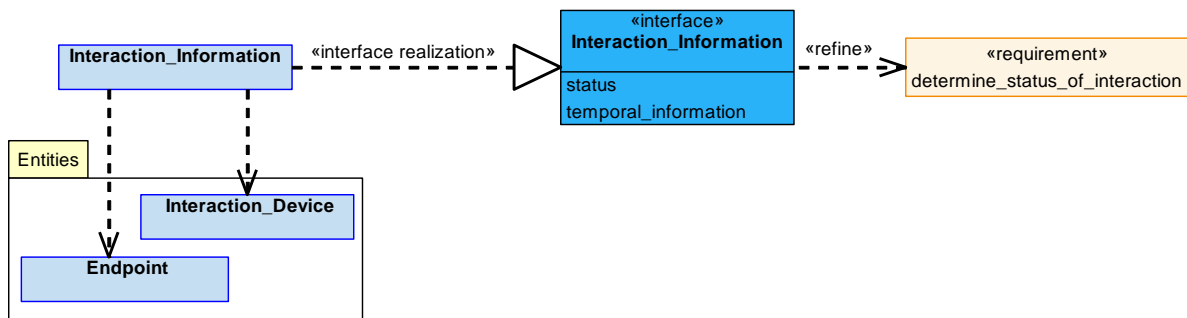 Interaction_Information
«interface realization»
«interface»
Interaction_Information
status
temporal_information
«refine»
«requirement»
determine_status_of_interaction
Entities
Interaction_Device
Endpoint